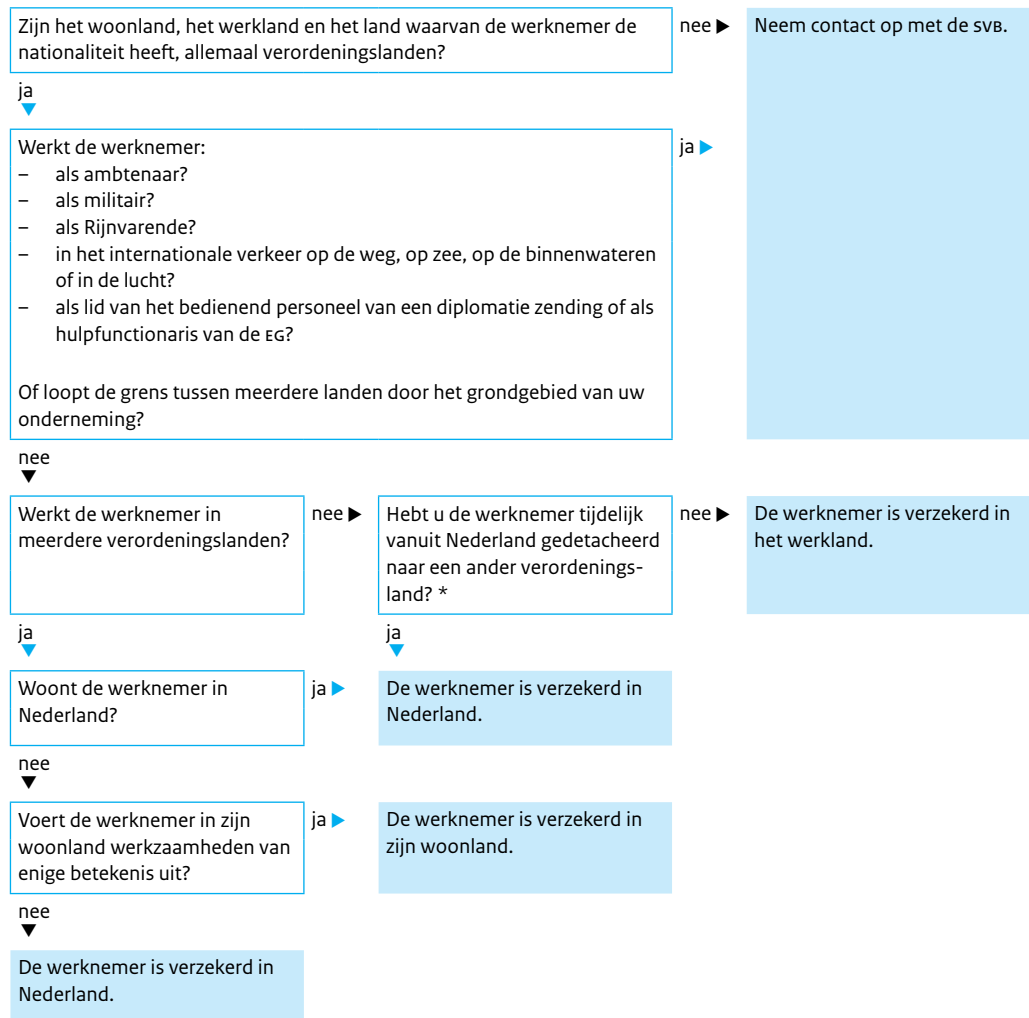 Zijn het woonland, het werkland en het land waarvan de werknemer de
nationaliteit heeft, allemaal verordeningslanden?
nee ▶
Neem contact op met de SVB.
ja
▼
Werkt de werknemer:
– als ambtenaar?
– als militair?
– als Rijnvarende?
– in het internationale verkeer op de weg, op zee, op de binnenwateren
of in de lucht?
– als lid van het bedienend personeel van een diplomatie zending of als
hulpfunctionaris van de EG?
Of loopt de grens tussen meerdere landen door het grondgebied van uw
onderneming?
ja ▶
nee
▼
Werkt de werknemer in
meerdere verordeningslanden?
nee ▶
Hebt u de werknemer tijdelijk
vanuit Nederland gedetacheerd
naar een ander verordenings-
land? *
nee ▶
De werknemer is verzekerd in
het werkland.
ja
▼
ja
▼
Woont de werknemer in
Nederland?
ja ▶
De werknemer is verzekerd in
Nederland.
nee
▼
Voert de werknemer in zijn
woonland werkzaamheden van
enige betekenis uit?
ja ▶
De werknemer is verzekerd in
zijn woonland.
nee
▼
De werknemer is verzekerd in
Nederland.